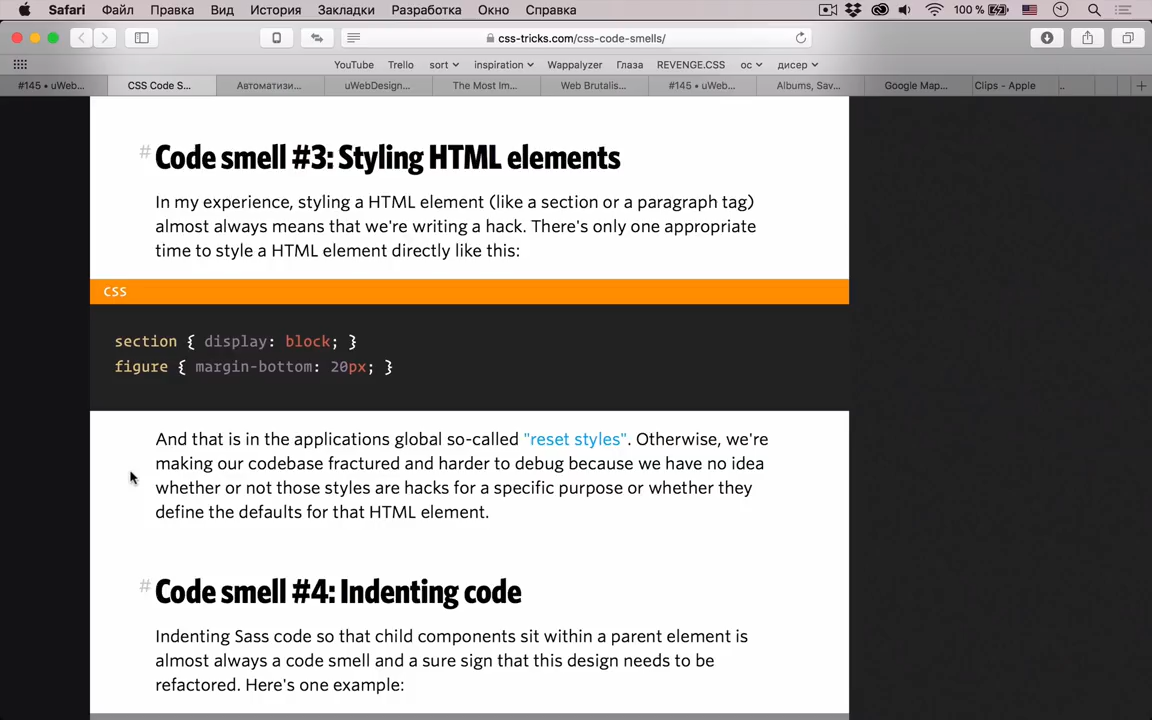 Safari Файл Правка Вид История Закладки Разработка Окно Справка 100 %
css-tricks.com/css-code-smells/
YouTube Trello sort inspiration Wappalyzer Глаза REVENGE.CSS ос дисер
#145 • uWeb... CSS Code S... Автоматизи... uWebDesign... The Most Im... Web Brutalis... #145 • uWeb... Albums, Sav... Google Map... Clips - Apple ..
# Code smell #3: Styling HTML elements
In my experience, styling a HTML element (like a section or a paragraph tag)
almost always means that we're writing a hack. There's only one appropriate
time to style a HTML element directly like this:
CSS
section { display: block; }
figure { margin-bottom: 20px; }
And that is in the applications global so-called "reset styles". Otherwise, we're
making our codebase fractured and harder to debug because we have no idea
whether or not those styles are hacks for a specific purpose or whether they
define the defaults for that HTML element.
# Code smell #4: Indenting code
Indenting Sass code so that child components sit within a parent element is
almost always a code smell and a sure sign that this design needs to be
refactored. Here's one example: